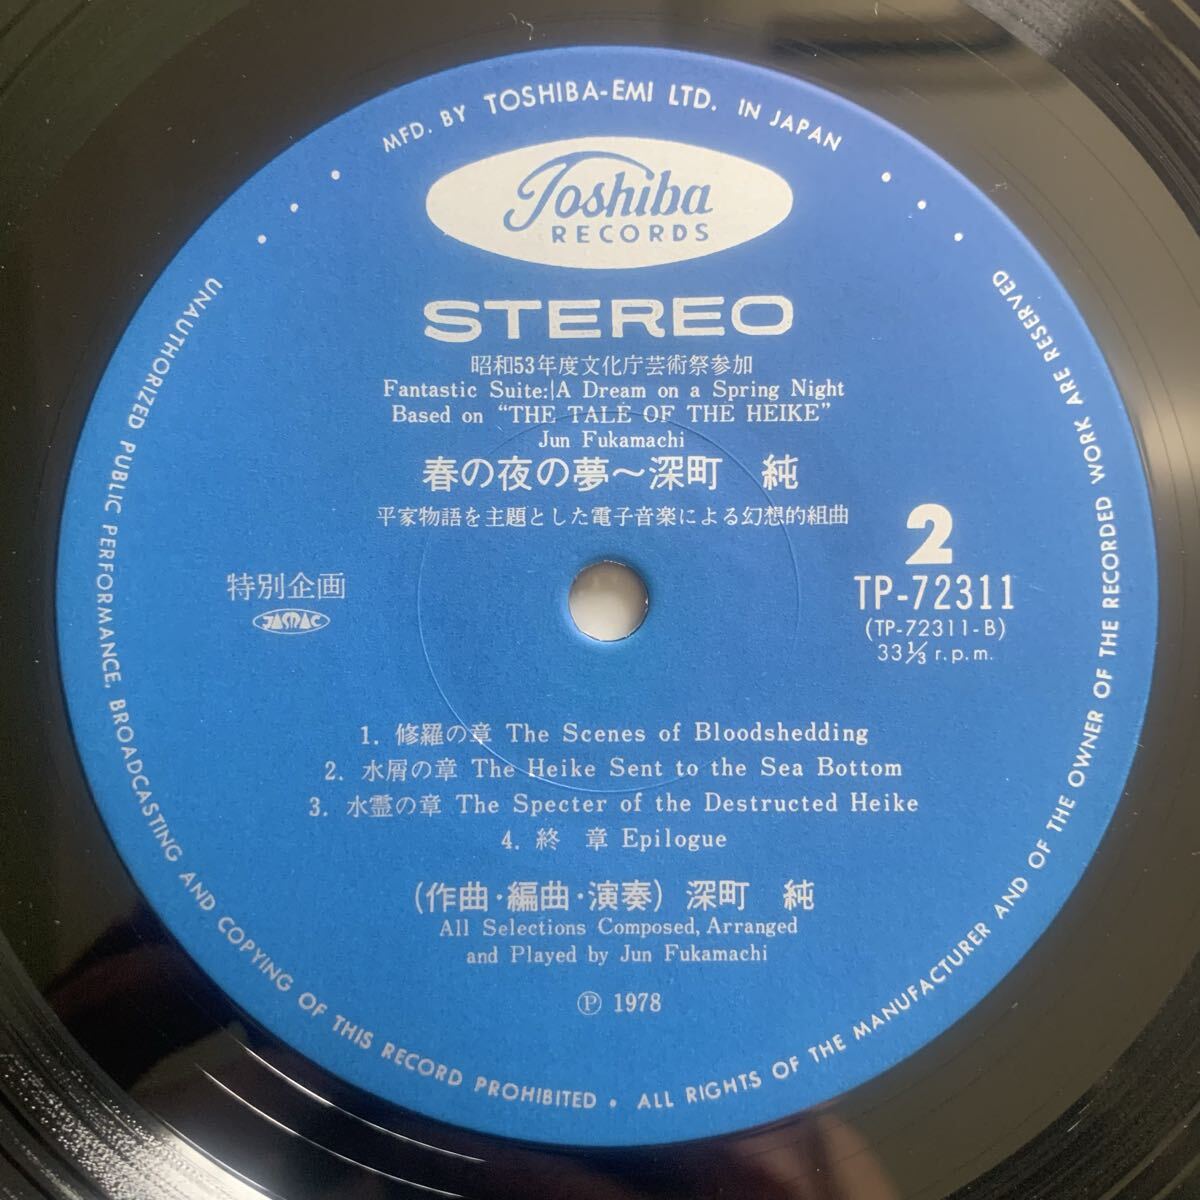 MFD. BY TOSHIBA-EMI LTD. IN JAPAN
Toshiba
RECORDS
STEREO
昭和53年度文化庁芸術祭参加
Fantastic Suite:|A Dream on a Spring Night
Based on “THE TALE OF THE HEIKE”
Jun Fukamachi
春の夜の夢〜深町 純
平家物語を主題とした電子音楽による幻想的組曲
特別企画
JASRAC
2
TP-72311
(TP-72311-B)
33⅓ r.p.m.
1. 修羅の章 The Scenes of Bloodshedding
2. 水屑の章 The Heike Sent to the Sea Bottom
3. 水霊の章 The Specter of the Destructed Heike
4. 終 章 Epilogue
(作曲・編曲・演奏) 深町 純
All Selections Composed, Arranged
and Played by Jun Fukamachi
Ⓟ 1978
UNAUTHORIZED PUBLIC PERFORMANCE, BROADCASTING AND COPYING OF THIS RECORD PROHIBITED • ALL RIGHTS OF THE MANUFACTURER AND OF THE OWNER OF THE RECORDED WORK ARE RESERVED